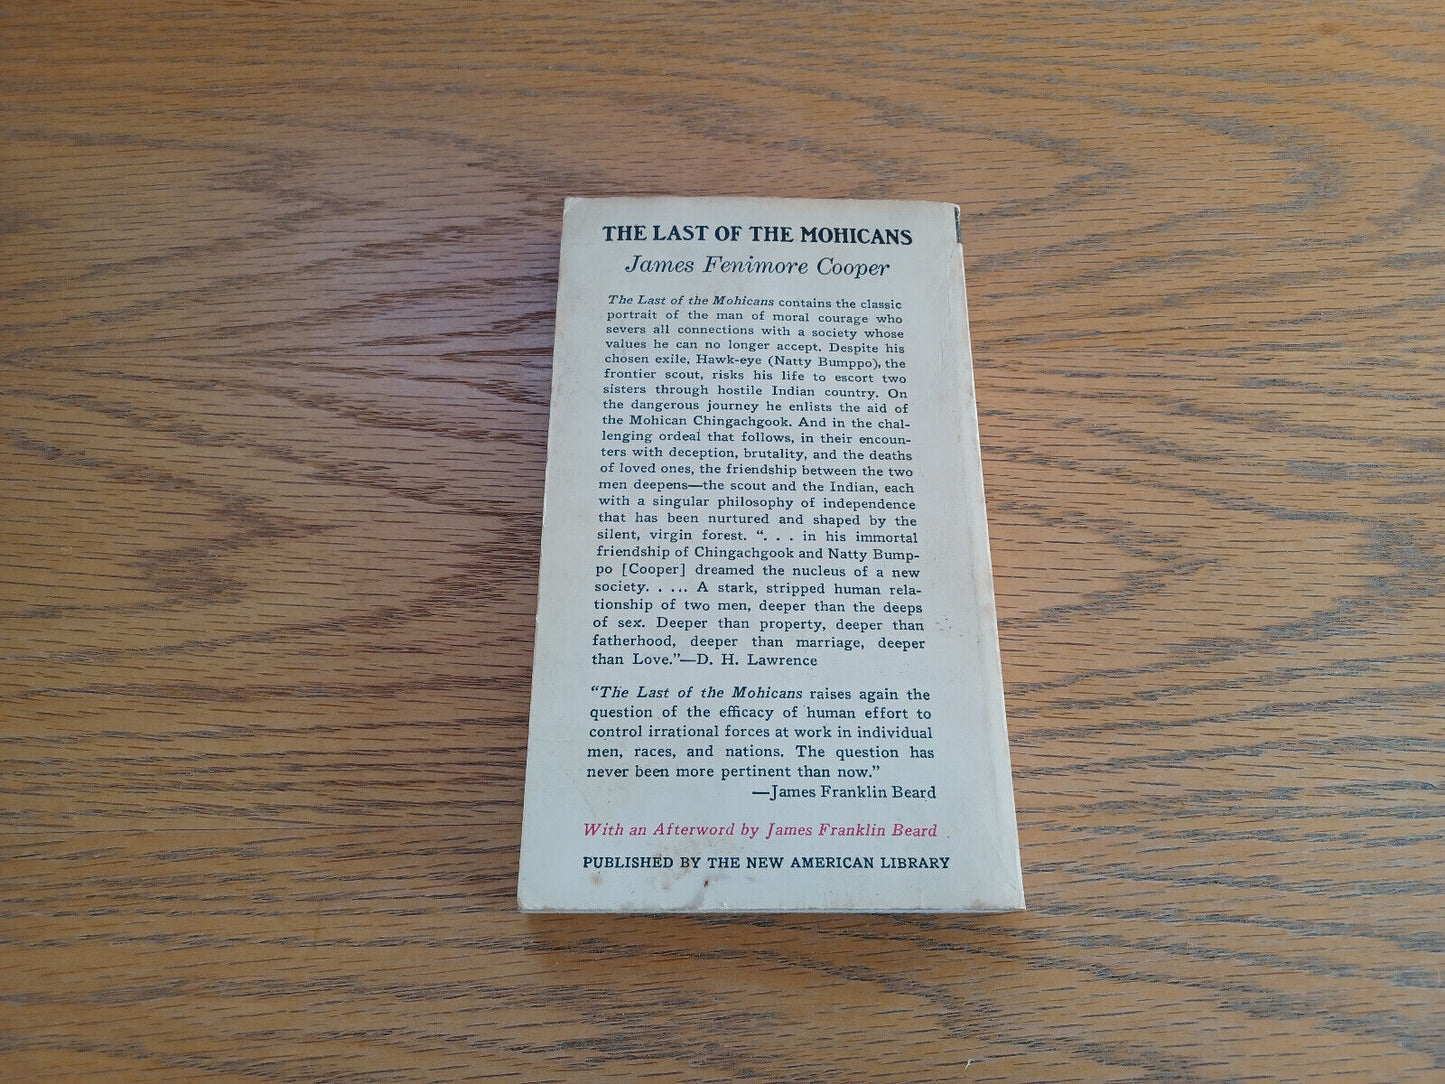 THE LAST OF THE MOHICANS
James Fenimore Cooper
The Last of the Mohicans contains the classic
portrait of the man of moral courage who
severs all connections with a society whose
values he can no longer accept. Despite his
chosen exile, Hawk-eye (Natty Bumppo), the
frontier scout, risks his life to escort two
sisters through hostile Indian country. On
the dangerous journey he enlists the aid of
the Mohican Chingachgook. And in the chal-
lenging ordeal that follows, in their encoun-
ters with deception, brutality, and the deaths
of loved ones, the friendship between the two
men deepens—the scout and the Indian, each
with a singular philosophy of independence
that has been nurtured and shaped by the
silent, virgin forest. “. . . in his immortal
friendship of Chingachgook and Natty Bump-
po [Cooper] dreamed the nucleus of a new
society. . . .. A stark, stripped human rela-
tionship of two men, deeper than the deeps
of sex. Deeper than property, deeper than
fatherhood, deeper than marriage, deeper
than Love.”—D. H. Lawrence
“The Last of the Mohicans raises again the
question of the efficacy of human effort to
control irrational forces at work in individual
men, races, and nations. The question has
never been more pertinent than now.”
—James Franklin Beard
With an Afterword by James Franklin Beard
PUBLISHED BY THE NEW AMERICAN LIBRARY